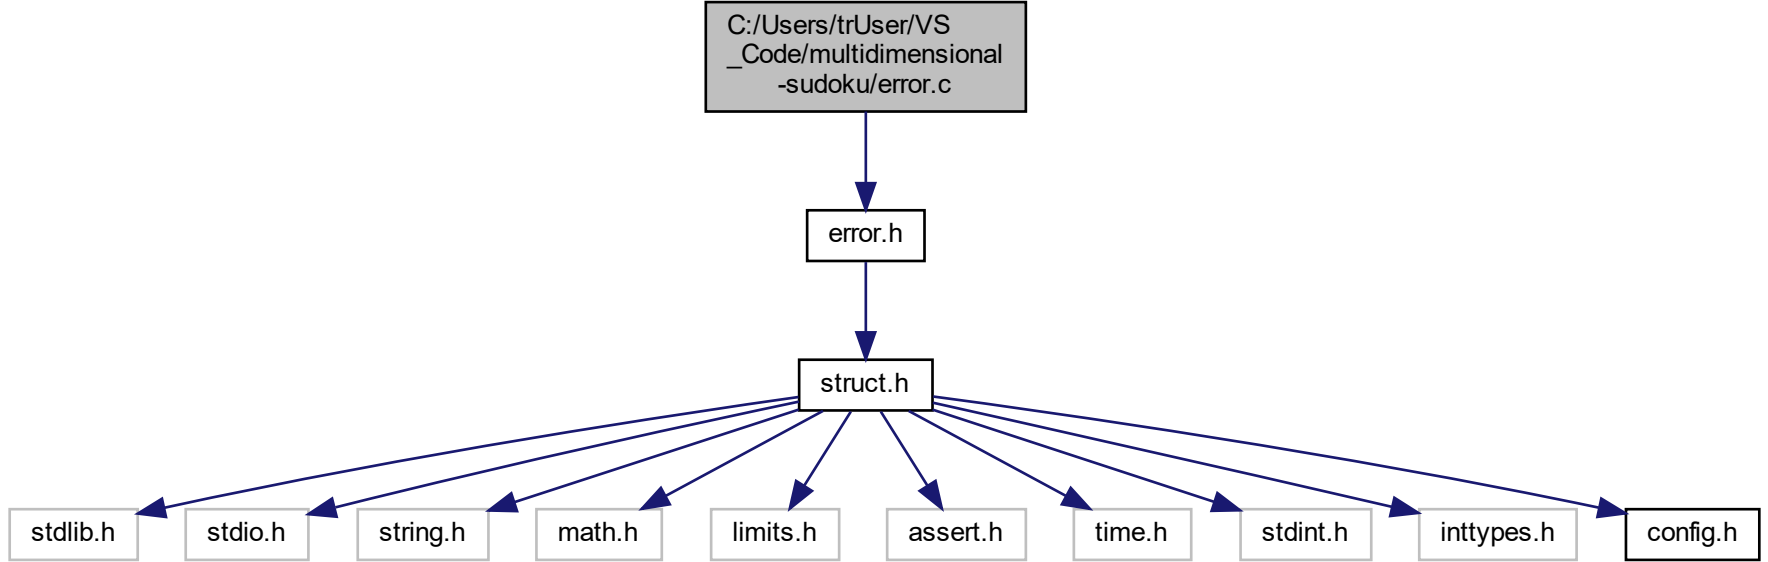 C:/Users/trUser/VS
_Code/multidimensional
-sudoku/error.c
error.h
struct.h
stdlib.h
stdio.h
string.h
math.h
limits.h
assert.h
time.h
stdint.h
inttypes.h
config.h